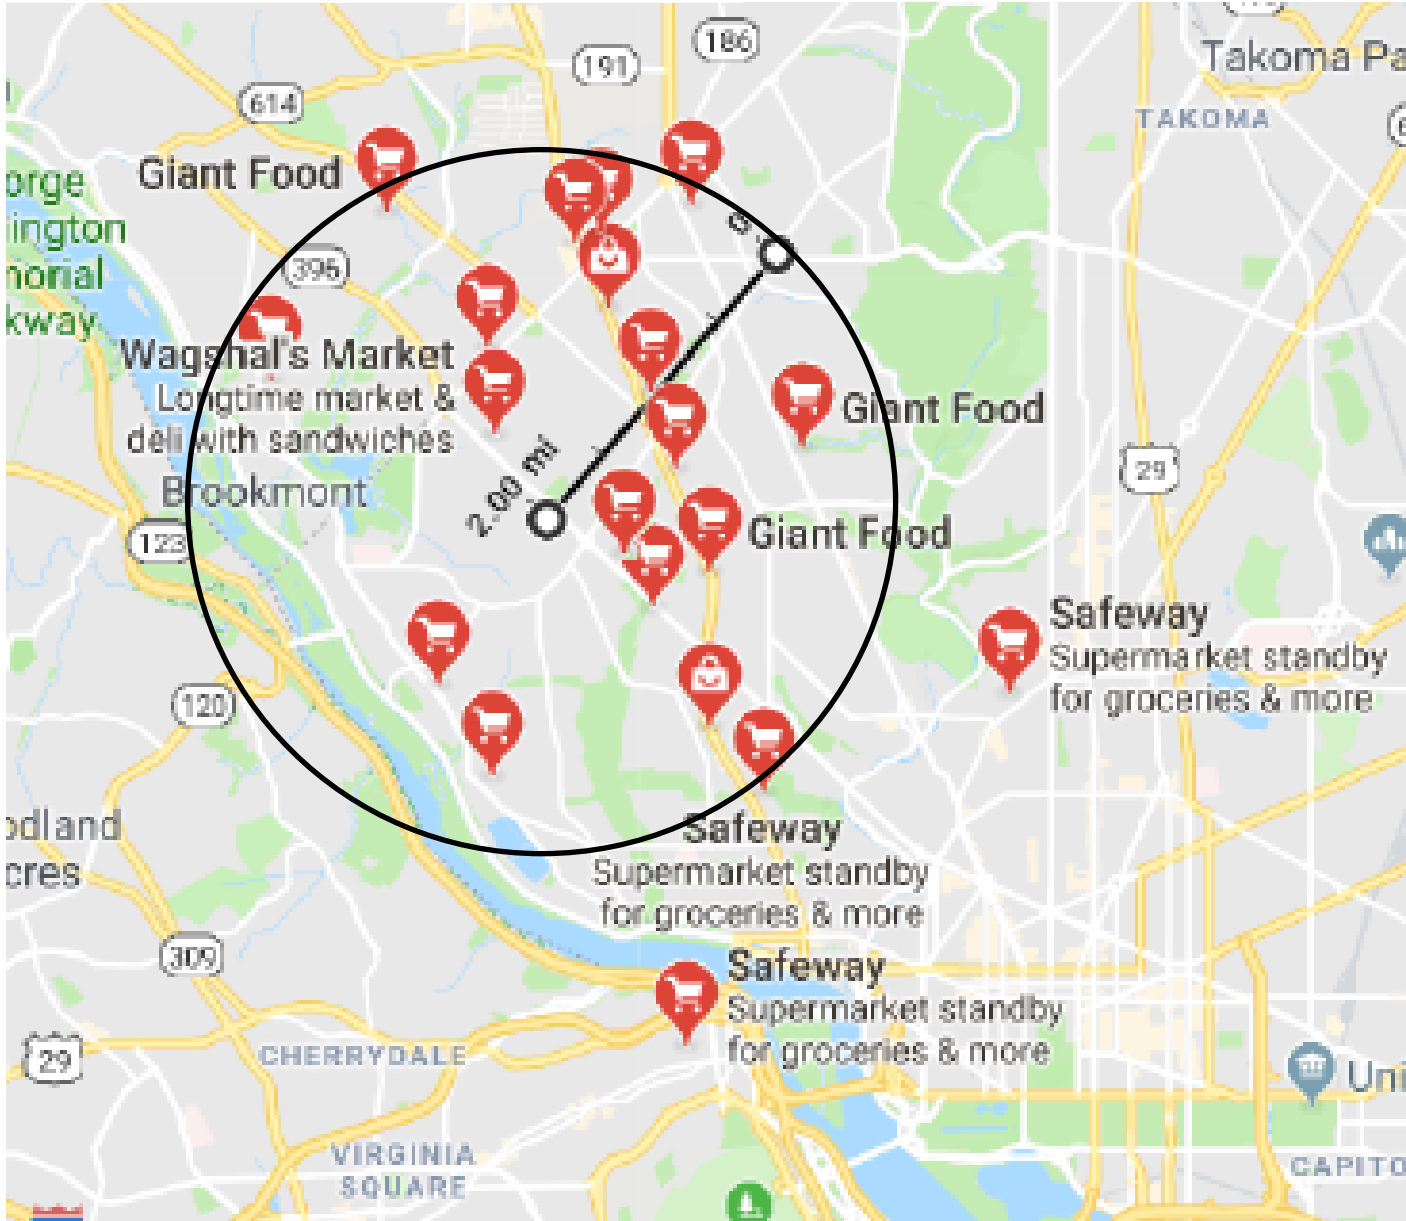 186
191
Takoma Pa
614
TAKOMA
Giant Food
orge
ington
norial
kway
396
Wagshal's Market
Longtime market &
deli with sandwiches
Giant Food
Brookmont
29
2.00 mi
123
Giant Food
Safeway
Supermarket standby
for groceries & more
120
odland
cres
Safeway
Supermarket standby
for groceries & more
309
Safeway
Supermarket standby
for groceries & more
29
CHERRYDALE
Uni
VIRGINIA
SQUARE
CAPITO